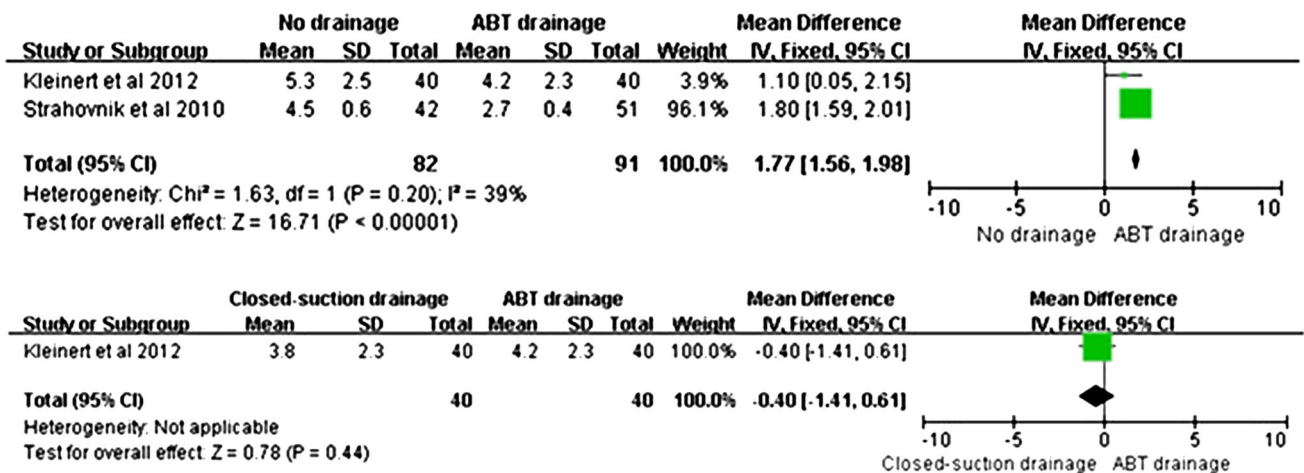 No drainage ABT drainage Mean Difference Mean Difference
Study or Subgroup Mean SD Total Mean SD Total Weight IV, Fixed, 95% CI IV, Fixed, 95% CI
Kleinert et al 2012 5.3 2.5 40 4.2 2.3 40 3.9% 1.10 [0.05, 2.15]
Strahovnik et al 2010 4.5 0.6 42 2.7 0.4 51 96.1% 1.80 [1.59, 2.01]
Total (95% CI) 82 91 100.0% 1.77 [1.56, 1.98]
Heterogeneity: Chi² = 1.63, df = 1 (P = 0.20); I² = 39%
Test for overall effect: Z = 16.71 (P < 0.00001)
-10 -5 0 5 10
No drainage ABT drainage
Closed-suction drainage ABT drainage Mean Difference Mean Difference
Study or Subgroup Mean SD Total Mean SD Total Weight IV, Fixed, 95% CI IV, Fixed, 95% CI
Kleinert et al 2012 3.8 2.3 40 4.2 2.3 40 100.0% -0.40 [-1.41, 0.61]
Total (95% CI) 40 40 100.0% -0.40 [-1.41, 0.61]
Heterogeneity: Not applicable
Test for overall effect: Z = 0.78 (P = 0.44)
-10 -5 0 5 10
Closed-suction drainage ABT drainage